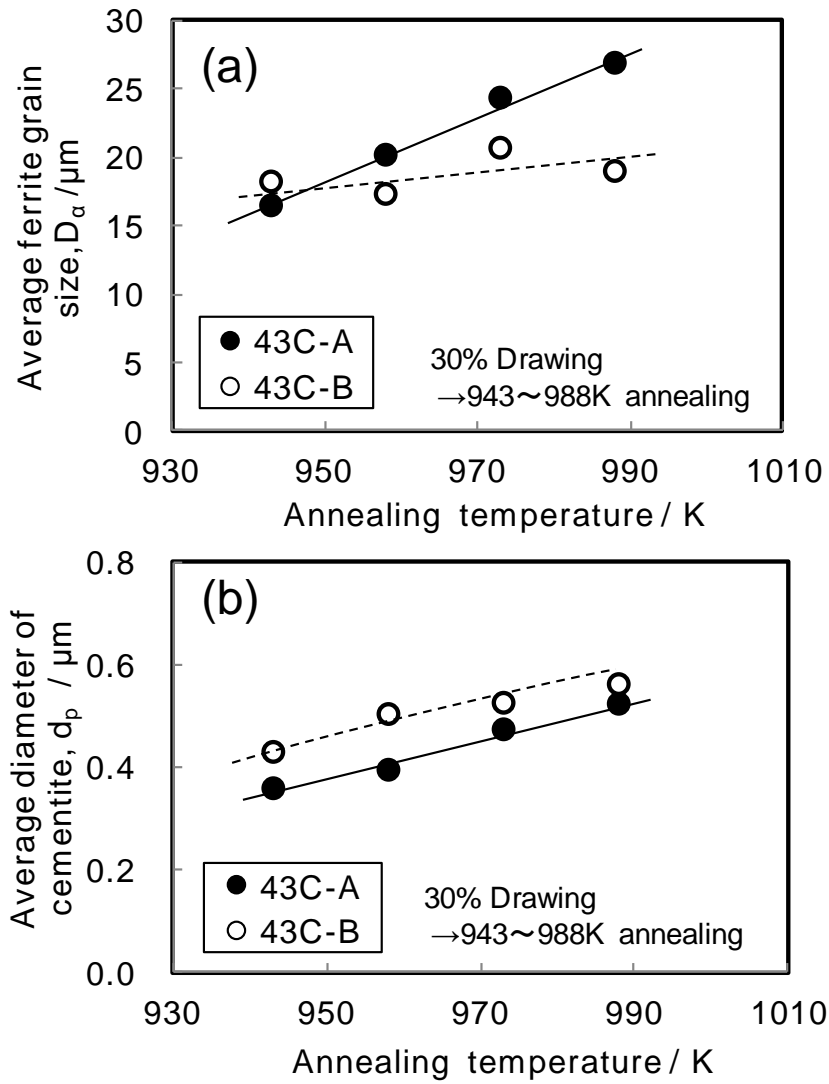 (a)
30
25
20
15
10
5
0
Average ferrite grain
size,Dα /μm
43C-A
43C-B
30% Drawing
→943～988K annealing
930 950 970 990 1010
Annealing temperature / K
(b)
0.8
0.6
0.4
0.2
0.0
Average diameter of
cementite, dp / μm
43C-A
43C-B
30% Drawing
→943～988K annealing
930 950 970 990 1010
Annealing temperature / K